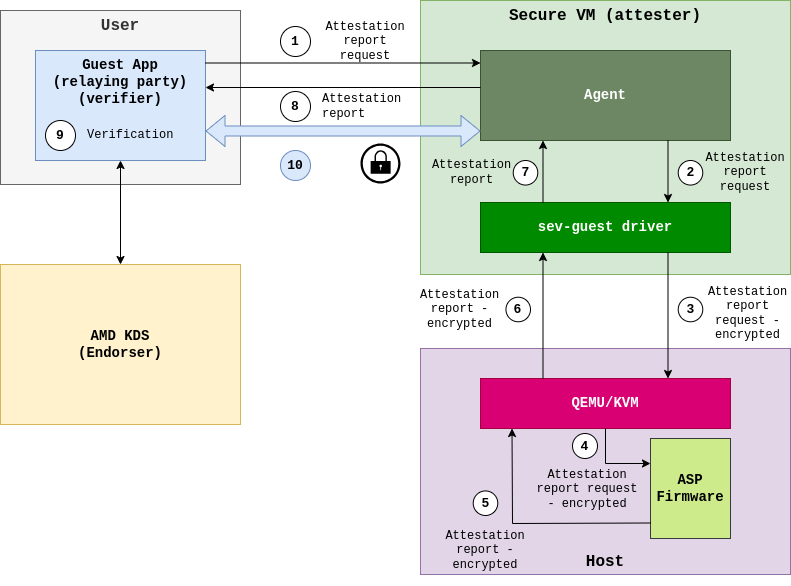 User
Guest App
(relaying party)
(verifier)
9 Verification
1
Attestation
report
request
8
Attestation
report
10
Secure VM (attester)
Agent
Attestation
report
7
2
Attestation
report
request
sev-guest driver
Attestation
report -
encrypted
6
3
Attestation
report
request -
encrypted
AMD KDS
(Endorser)
QEMU/KVM
4
Attestation
report request
- encrypted
ASP
Firmware
5
Attestation
report -
encrypted
Host